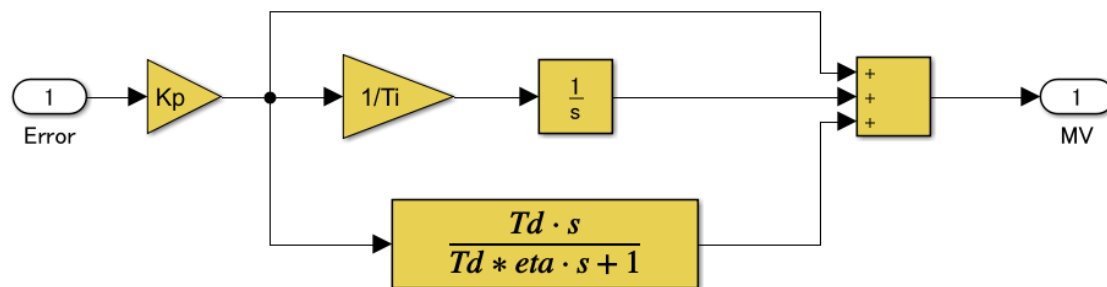 1
Error
Kp
1/Ti
1
s
Td · s
Td * eta · s + 1
+
+
+
1
MV